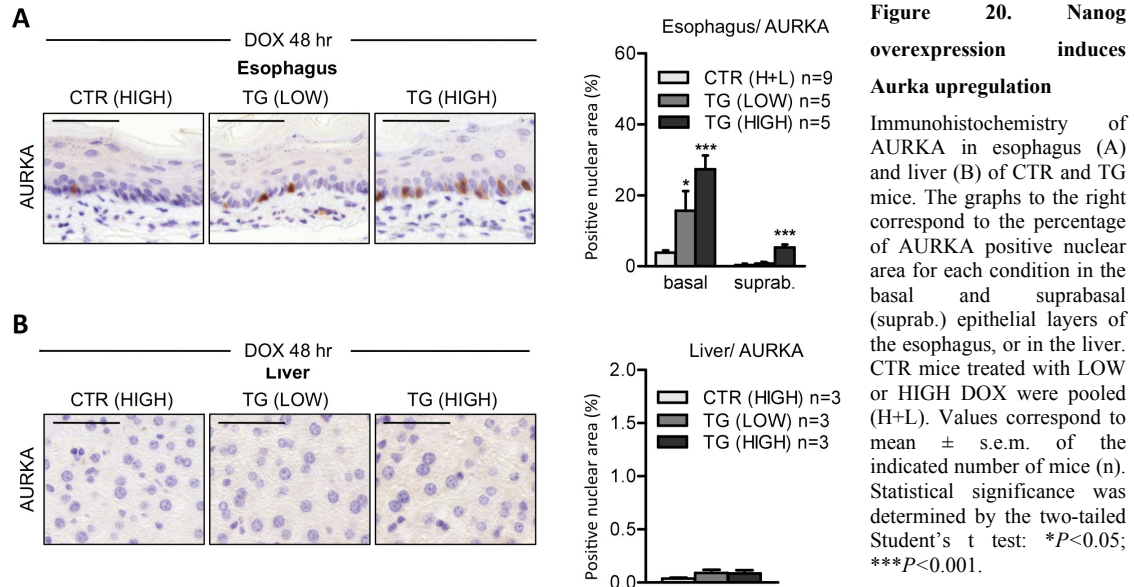 A
DOX 48 hr
Esophagus
CTR (HIGH)
TG (LOW)
TG (HIGH)
AURKA
Esophagus/ AURKA
Positive nuclear area (%)
60
40
20
0
CTR (H+L) n=9
TG (LOW) n=5
TG (HIGH) n=5
*
***
***
basal
suprab.
B
DOX 48 hr
Liver
CTR (HIGH)
TG (LOW)
TG (HIGH)
AURKA
Liver/ AURKA
Positive nuclear area (%)
2.0
1.5
1.0
0.5
0.0
CTR (HIGH) n=3
TG (LOW) n=3
TG (HIGH) n=3
Figure 20. Nanog
overexpression induces
Aurka upregulation
Immunohistochemistry of
AURKA in esophagus (A)
and liver (B) of CTR and TG
mice. The graphs to the right
correspond to the percentage
of AURKA positive nuclear
area for each condition in the
basal and suprabasal
(suprab.) epithelial layers of
the esophagus, or in the liver.
CTR mice treated with LOW
or HIGH DOX were pooled
(H+L). Values correspond to
mean ± s.e.m. of the
indicated number of mice (n).
Statistical significance was
determined by the two-tailed
Student’s t test: *P<0.05;
***P<0.001.